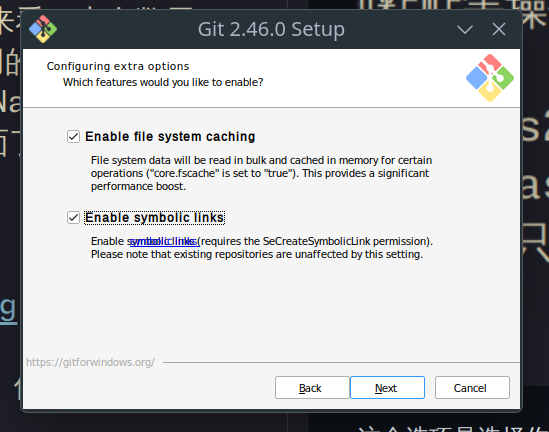 Git 2.46.0 Setup
Configuring extra options
Which features would you like to enable?
Enable file system caching
File system data will be read in bulk and cached in memory for certain
operations ("core.fscache" is set to "true"). This provides a significant
performance boost.
Enable symbolic links
Enable symbolic links (requires the SeCreateSymbolicLink permission).
Please note that existing repositories are unaffected by this setting.
https://gitforwindows.org/
Back
Next
Cancel